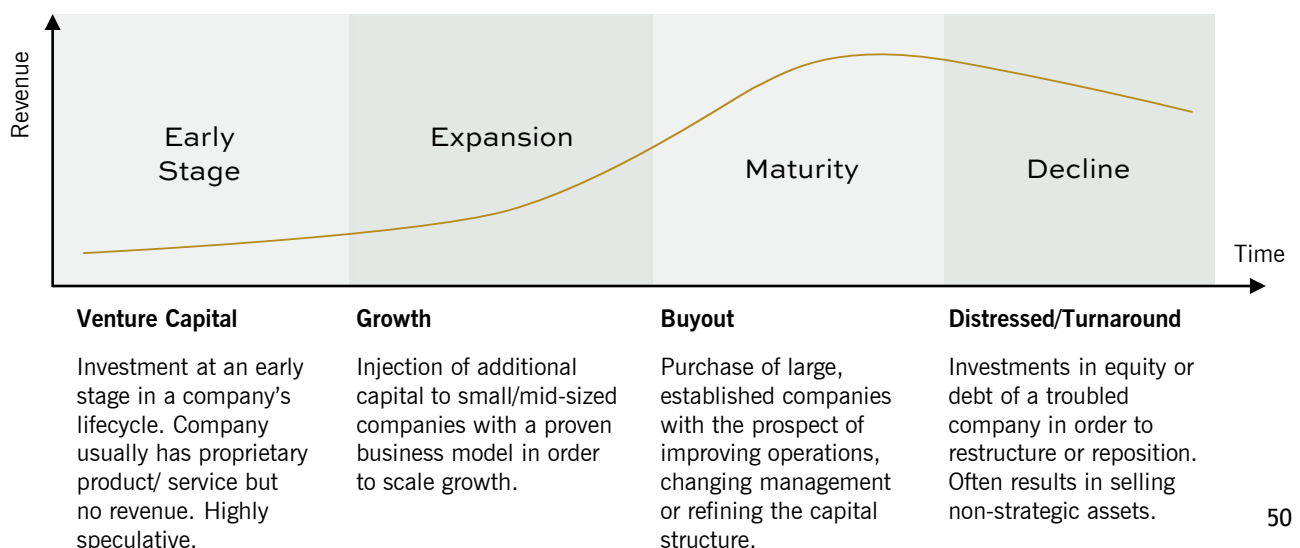 Revenue
Early
Stage
Expansion
Maturity
Decline
Time
Venture Capital
Investment at an early
stage in a company's
lifecycle. Company
usually has proprietary
product/ service but
no revenue. Highly
speculative.
Growth
Injection of additional
capital to small/mid-sized
companies with a proven
business model in order
to scale growth.
Buyout
Purchase of large,
established companies
with the prospect of
improving operations,
changing management
or refining the capital
structure.
Distressed/Turnaround
Investments in equity or
debt of a troubled
company in order to
restructure or reposition.
Often results in selling
non-strategic assets.
50